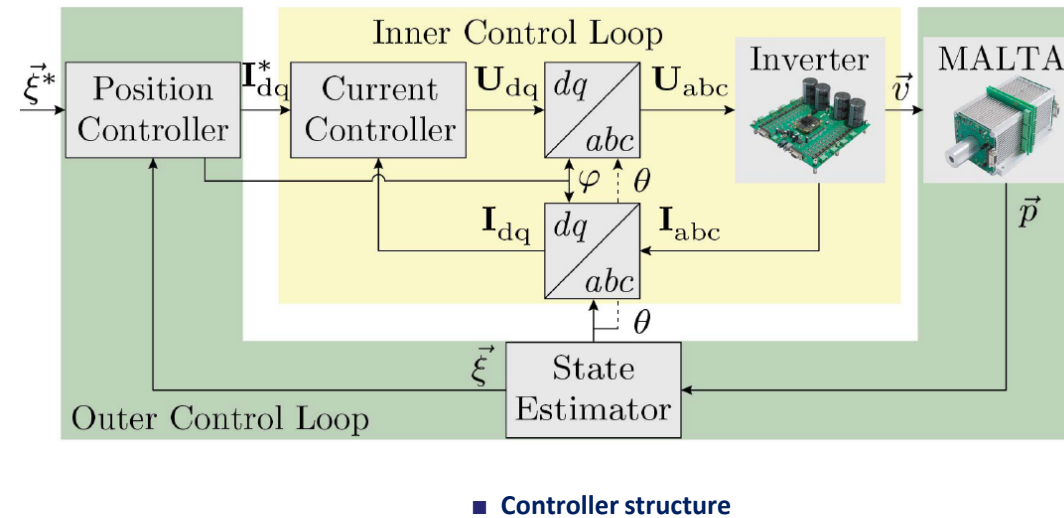 Inner Control Loop
ξ⃗*
Position
Controller
I*dq
Current
Controller
Udq
dq
abc
Uabc
Inverter
v⃗
MALTA
φ
θ
Idq
dq
abc
Iabc
p⃗
θ
ξ⃗
State
Estimator
Outer Control Loop
■ Controller structure